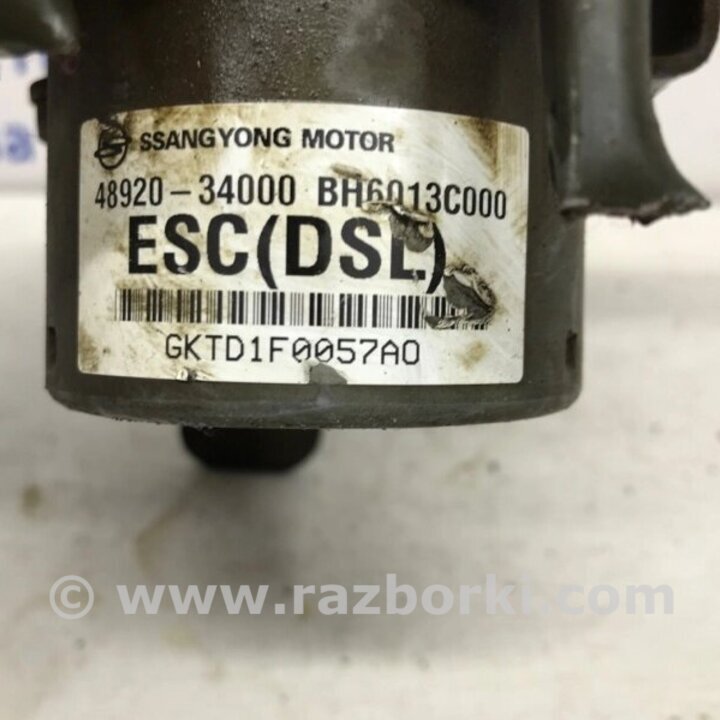 SSANGYONG MOTOR
48920-34000 BH6013C000
ESC(DSL)
GKTD1F0057A0
© www.razborki.com